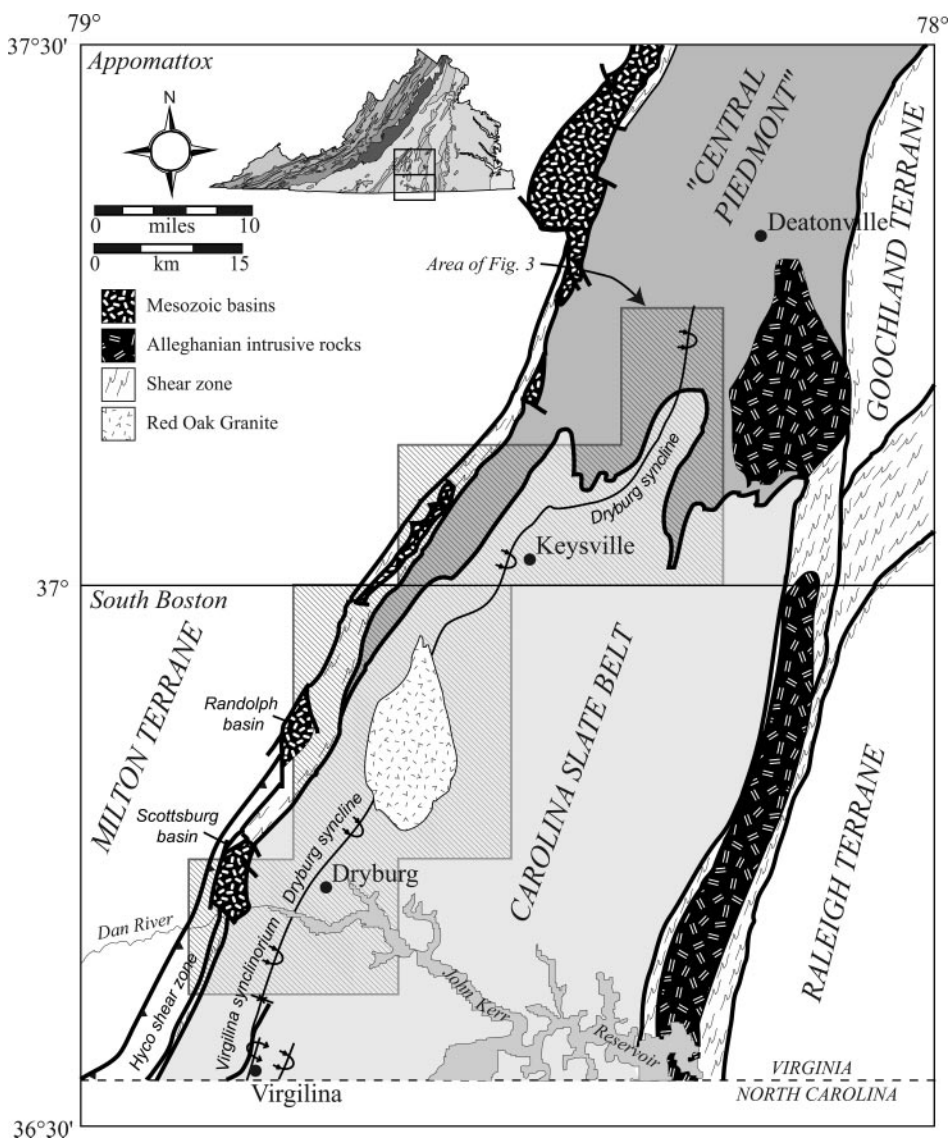 79°
78°
37°30'
Appomattox
N
0 miles 10
0 km 15
Mesozoic basins
Alleghanian intrusive rocks
Shear zone
Red Oak Granite
"CENTRAL
PIEDMONT"
Deatonville
Area of Fig. 3
GOOCHLAND TERRANE
Dryburg syncline
Keysville
37°
South Boston
MILTON TERRANE
Randolph
basin
Scottsburg
basin
CAROLINA SLATE BELT
RALEIGH TERRANE
Dryburg syncline
Dryburg
Dan River
Hyco shear zone
Virgilina synclinorium
John Kerr
Reservoir
Virgilina
VIRGINIA
NORTH CAROLINA
36°30'